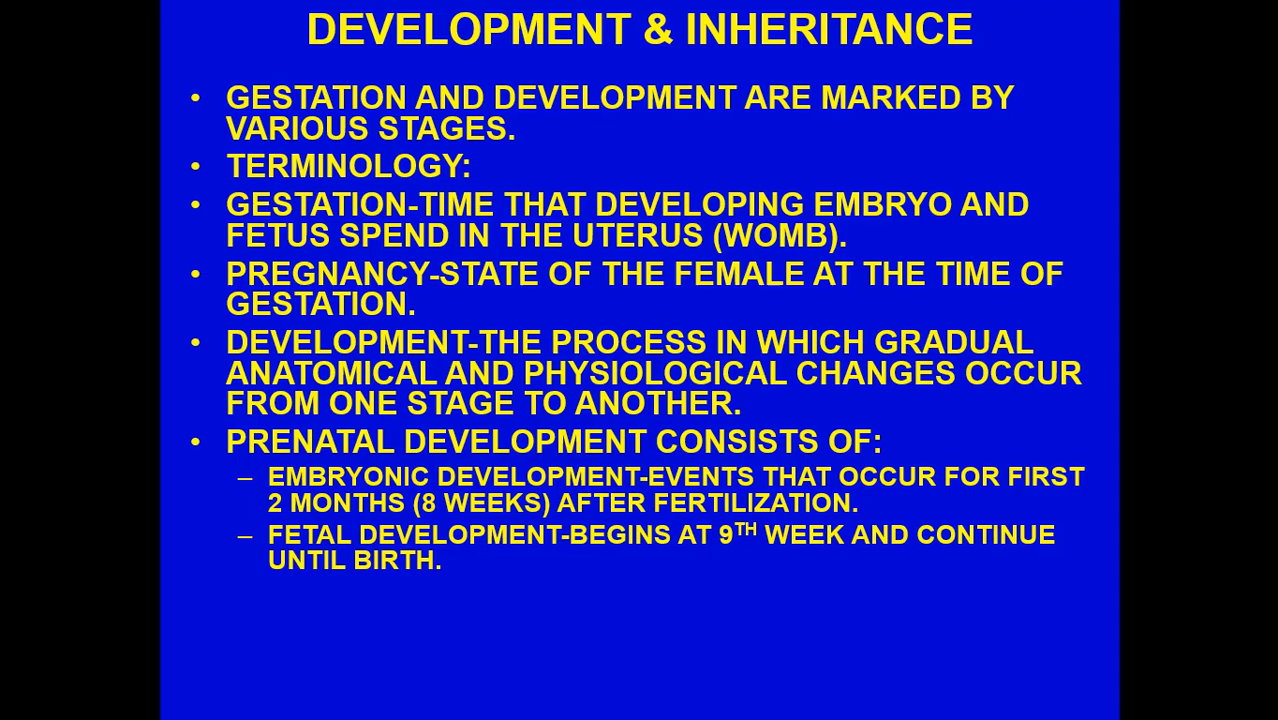 DEVELOPMENT & INHERITANCE
• GESTATION AND DEVELOPMENT ARE MARKED BY
VARIOUS STAGES.
• TERMINOLOGY:
• GESTATION-TIME THAT DEVELOPING EMBRYO AND
FETUS SPEND IN THE UTERUS (WOMB).
• PREGNANCY-STATE OF THE FEMALE AT THE TIME OF
GESTATION.
• DEVELOPMENT-THE PROCESS IN WHICH GRADUAL
ANATOMICAL AND PHYSIOLOGICAL CHANGES OCCUR
FROM ONE STAGE TO ANOTHER.
• PRENATAL DEVELOPMENT CONSISTS OF:
– EMBRYONIC DEVELOPMENT-EVENTS THAT OCCUR FOR FIRST
2 MONTHS (8 WEEKS) AFTER FERTILIZATION.
– FETAL DEVELOPMENT-BEGINS AT 9TH WEEK AND CONTINUE
UNTIL BIRTH.